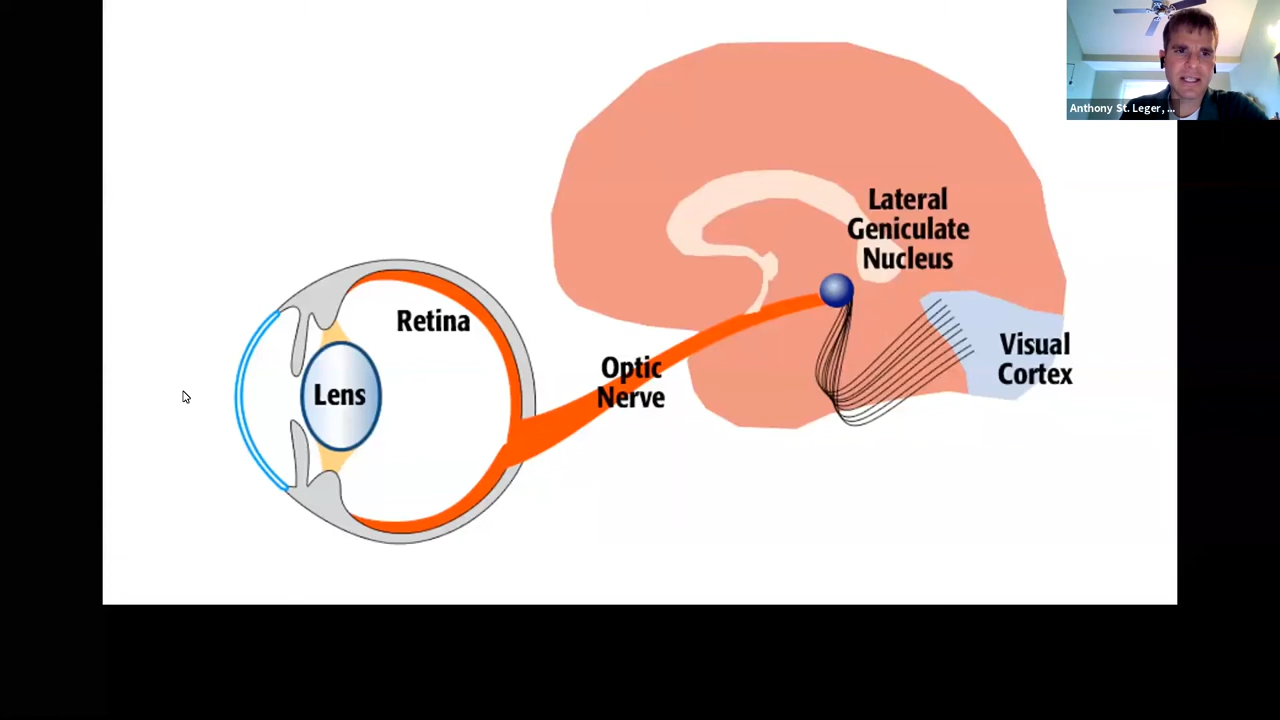 Anthony St. Leger, ...
Lateral
Geniculate
Nucleus
Retina
Visual
Cortex
Optic
Nerve
Lens